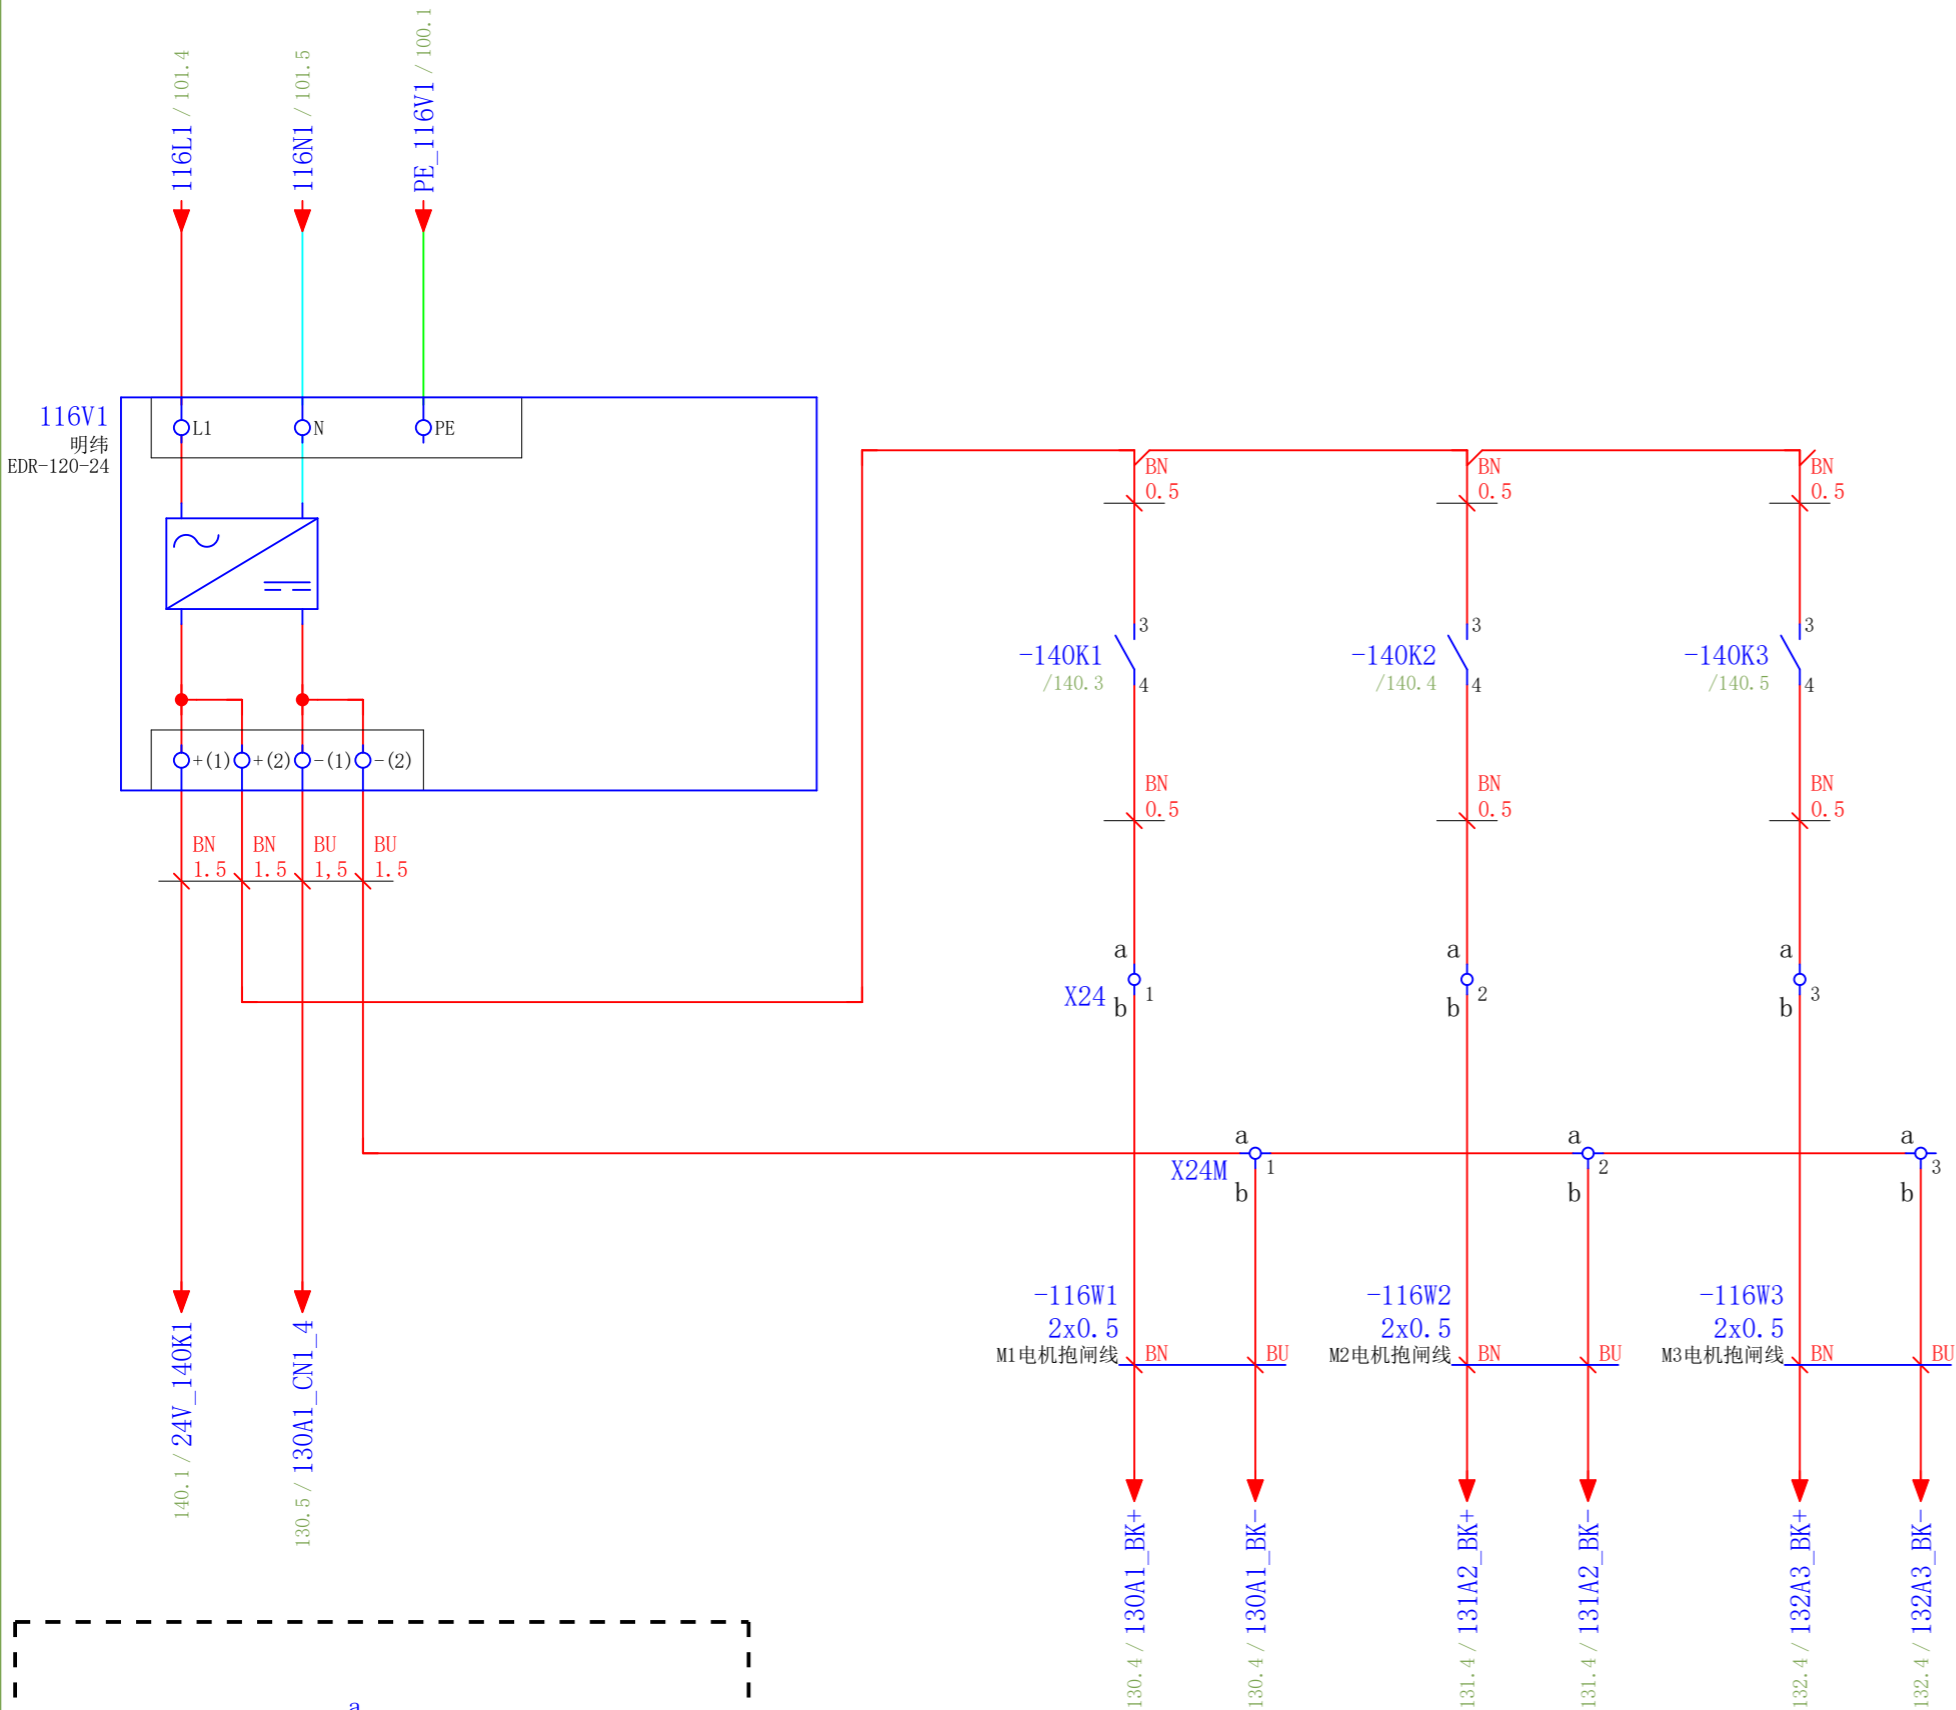 116L1 / 101.4
116N1 / 101.5
PE_116V1 / 100.1
116V1
明纬
EDR-120-24
L1
N
PE
+(1)
+(2)
-(1)
-(2)
BN
1.5
BN
1.5
BU
1,5
BU
1.5
BN
0.5
BN
0.5
BN
0.5
-140K1
/140.3
3
4
-140K2
/140.4
3
4
-140K3
/140.5
3
4
BN
0.5
BN
0.5
BN
0.5
X24
a
b
1
a
b
2
a
b
3
X24M
a
b
1
a
b
2
a
b
3
-116W1
2x0.5
M1电机抱闸线
BN
BU
-116W2
2x0.5
M2电机抱闸线
BN
BU
-116W3
2x0.5
M3电机抱闸线
BN
BU
140.1 / 24V_140K1
130.5 / 130A1_CN1_4
130.4 / 130A1_BK+
130.4 / 130A1_BK-
131.4 / 131A2_BK+
131.4 / 131A2_BK-
132.4 / 132A3_BK+
132.4 / 132A3_BK-
a